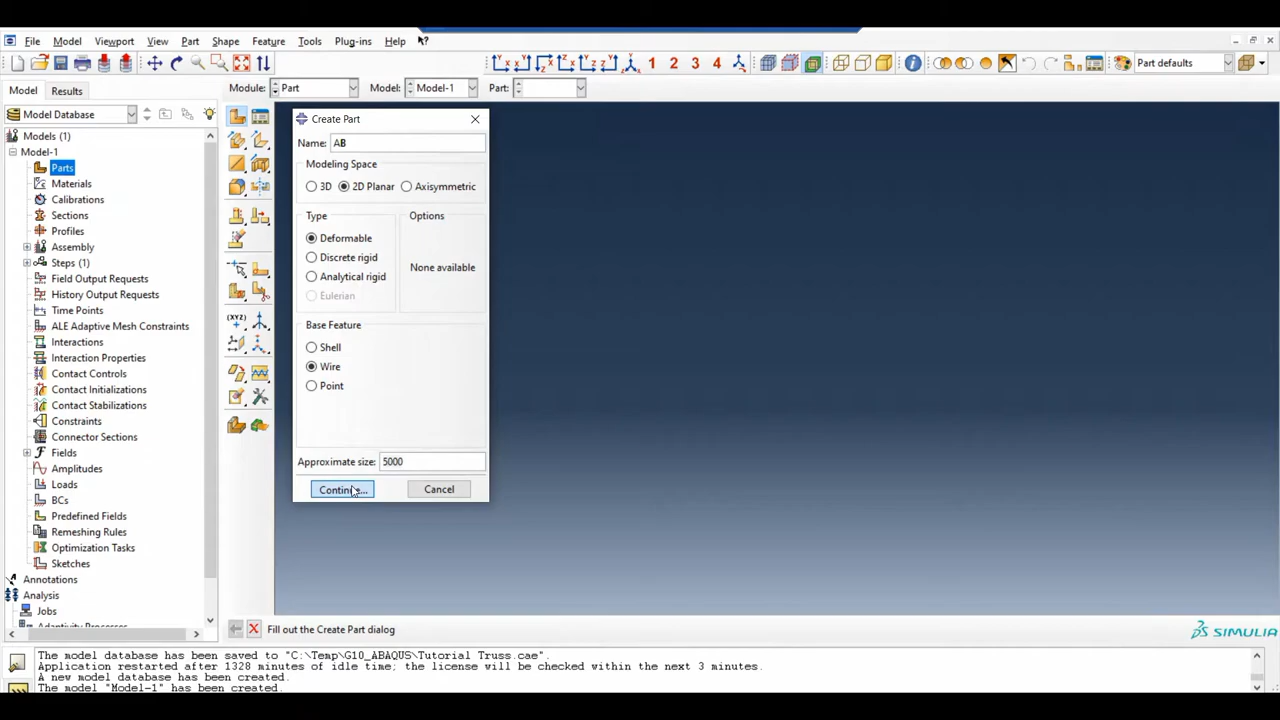 File Model Viewport View Part Shape Feature Tools Plug-ins Help
1 2 3 4 Part defaults
Model Results Module: Part Model: Model-1 Part:
Model Database
Models (1)
Model-1
Parts
Materials
Calibrations
Sections
Profiles
Assembly
Steps (1)
Field Output Requests
History Output Requests
Time Points
ALE Adaptive Mesh Constraints
Interactions
Interaction Properties
Contact Controls
Contact Initializations
Contact Stabilizations
Constraints
Connector Sections
Fields
Amplitudes
Loads
BCs
Predefined Fields
Remeshing Rules
Optimization Tasks
Sketches
Annotations
Analysis
Jobs
Adaptivity Processes
(XYZ)
Create Part
Name: AB
Modeling Space
3D 2D Planar Axisymmetric
Type Options
Deformable
Discrete rigid None available
Analytical rigid
Eulerian
Base Feature
Shell
Wire
Point
Approximate size: 5000
Continue... Cancel
Fill out the Create Part dialog
SIMULIA
The model database has been saved to "C:\Temp\G10_ABAQUS\Tutorial Truss.cae".
Application restarted after 1328 minutes of idle time; the license will be checked within the next 3 minutes.
A new model database has been created.
The model "Model-1" has been created.